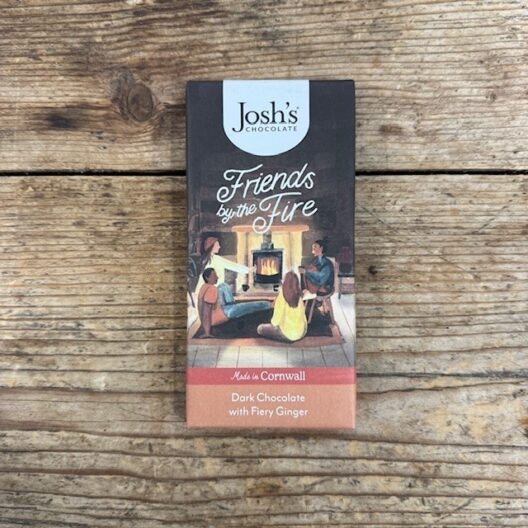 Josh's
CHOCOLATE
Friends
by the Fire
Made in Cornwall
Dark Chocolate
with Fiery Ginger